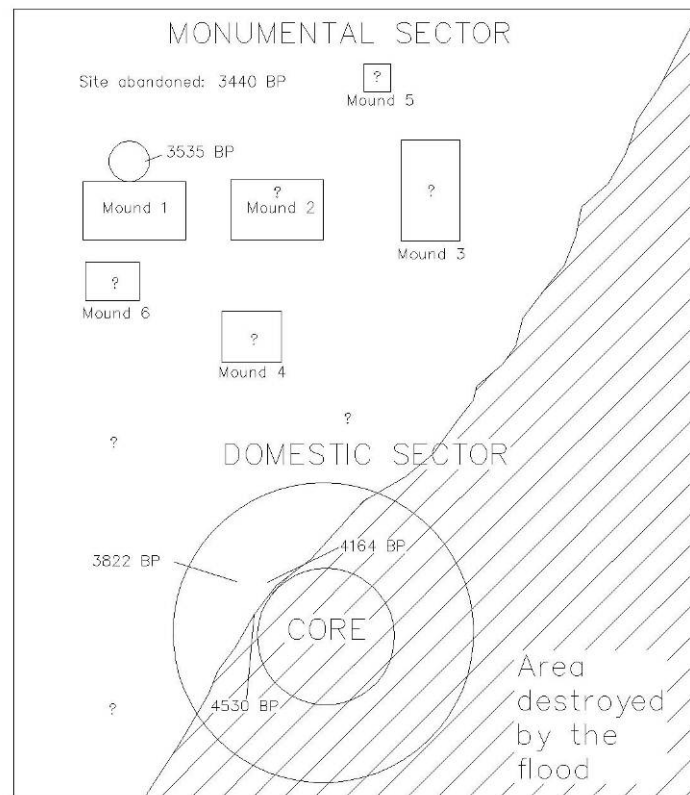 MONUMENTAL SECTOR
Site abandoned: 3440 BP
?
Mound 5
3535 BP
Mound 1
?
Mound 2
?
Mound 3
?
Mound 6
?
Mound 4
?
?
DOMESTIC SECTOR
4164 BP
3822 BP
CORE
4530 BP
?
Area
destroyed
by the
flood